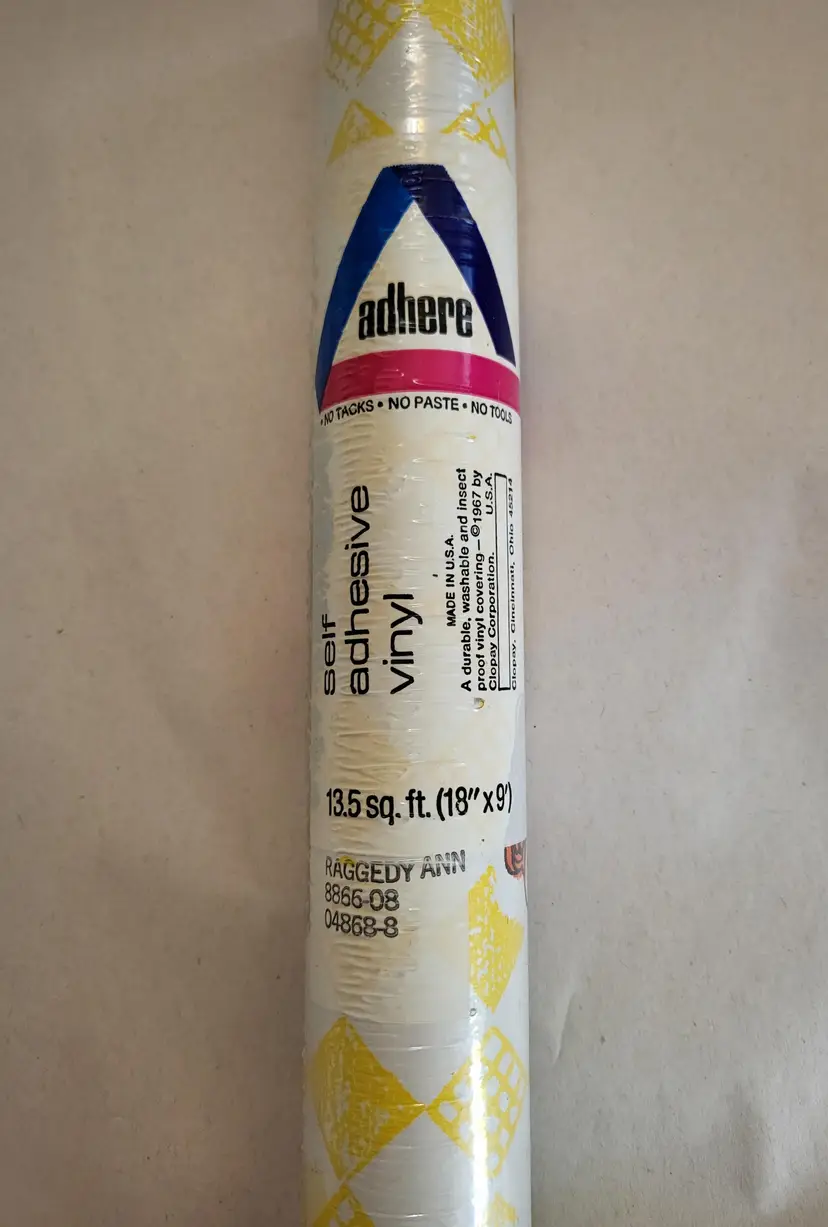 adhere
• NO TACKS • NO PASTE • NO TOOLS
self
adhesive
vinyl
MADE IN U.S.A.
A durable, washable and insect
proof vinyl covering—©1967 by
Clopay Corporation. U.S.A.
Clopay, Cincinnati, Ohio 45214
13.5 sq. ft. (18" x 9')
RAGGEDY ANN
8866-08
04868-8